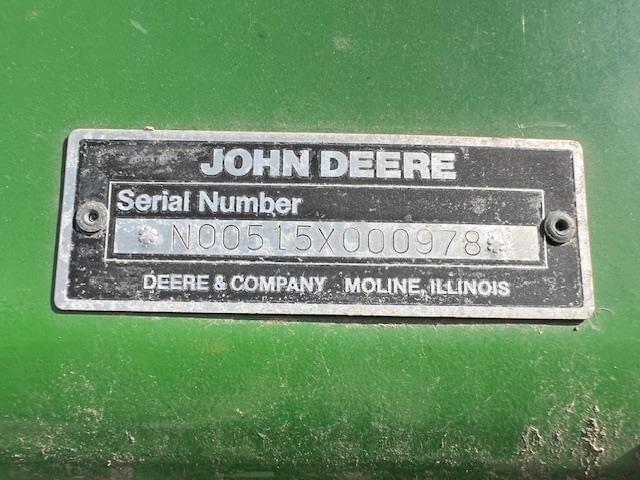 JOHN DEERE
Serial Number
*N00515X000978*
DEERE & COMPANY MOLINE, ILLINOIS